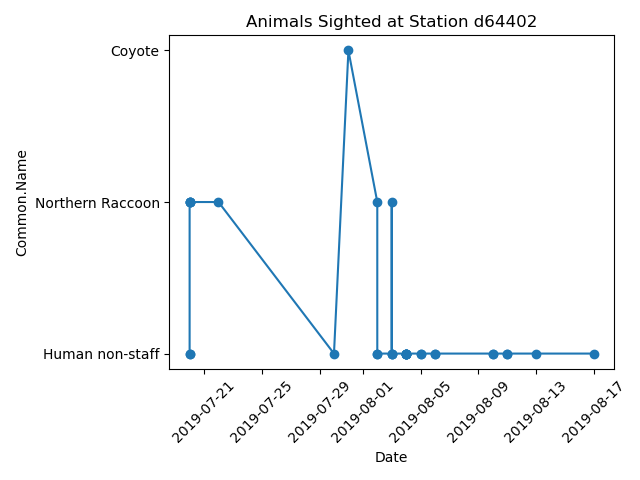 Animals Sighted at Station d64402
Common.Name
Coyote
Northern Raccoon
Human non-staff
2019-07-21
2019-07-25
2019-07-29
2019-08-01
2019-08-05
2019-08-09
2019-08-13
2019-08-17
Date